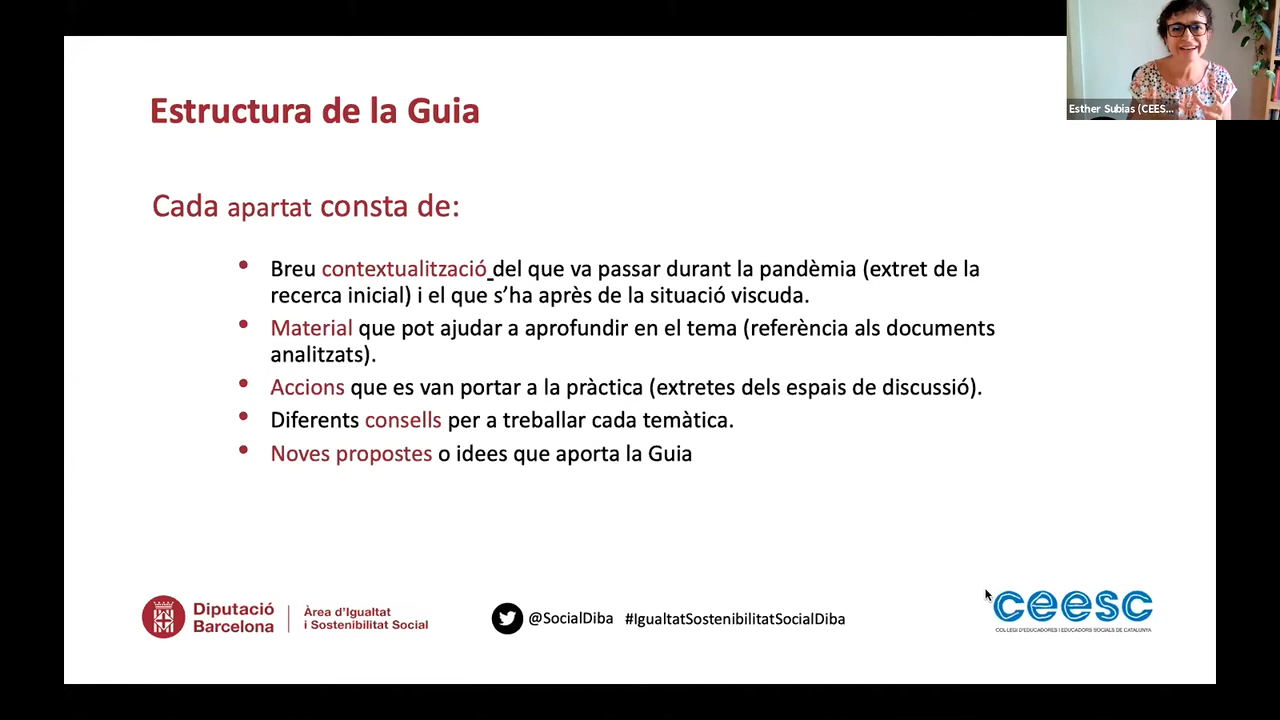 Esther Subias (CEES...
Estructura de la Guia
Cada apartat consta de:
• Breu contextualització del que va passar durant la pandèmia (extret de la
recerca inicial) i el que s’ha après de la situació viscuda.
• Material que pot ajudar a aprofundir en el tema (referència als documents
analitzats).
• Accions que es van portar a la pràctica (extretes dels espais de discussió).
• Diferents consells per a treballar cada temàtica.
• Noves propostes o idees que aporta la Guia
Diputació
Barcelona
Àrea d'Igualtat
i Sostenibilitat Social
@SocialDiba #IgualtatSostenibilitatSocialDiba
ceesc
COL·LEGI D'EDUCADORES I EDUCADORS SOCIALS DE CATALUNYA